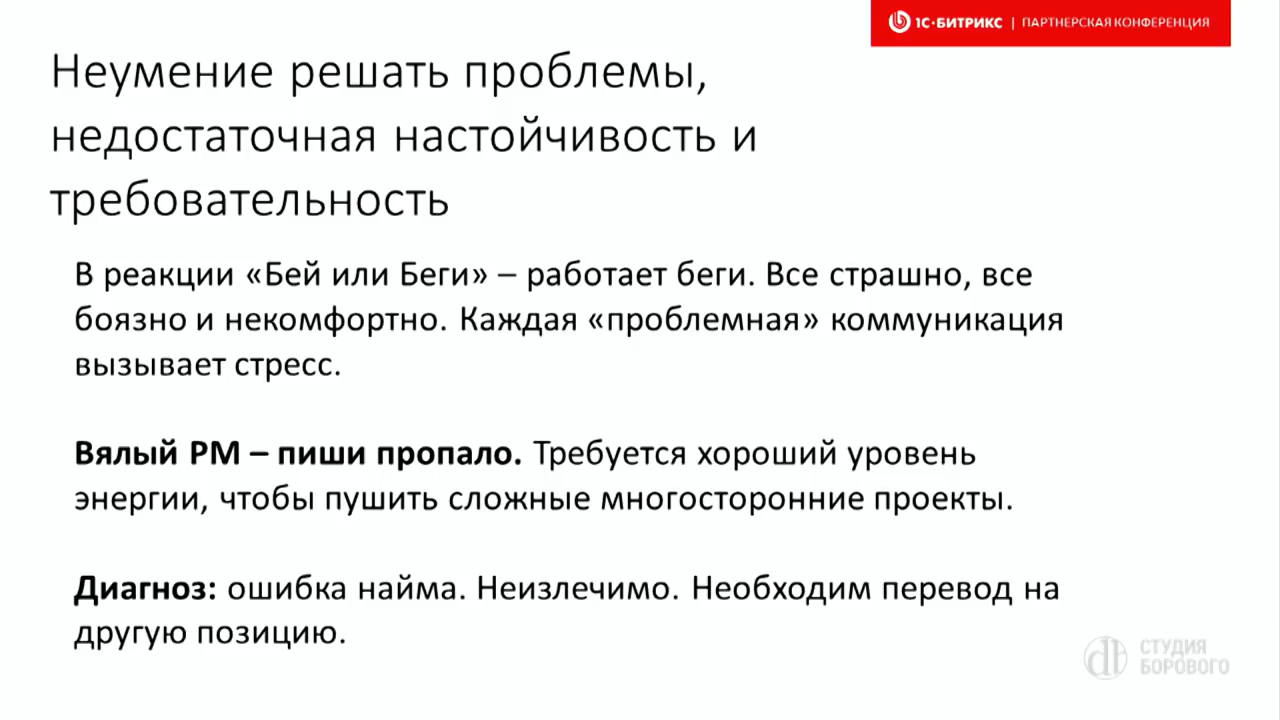 1С·БИТРИКС | ПАРТНЕРСКАЯ КОНФЕРЕНЦИЯ
Неумение решать проблемы,
недостаточная настойчивость и
требовательность
В реакции «Бей или Беги» – работает беги. Все страшно, все
боязно и некомфортно. Каждая «проблемная» коммуникация
вызывает стресс.
Вялый РМ – пиши пропало. Требуется хороший уровень
энергии, чтобы пушить сложные многосторонние проекты.
Диагноз: ошибка найма. Неизлечимо. Необходим перевод на
другую позицию.
СТУДИЯ
БОРОВОГО